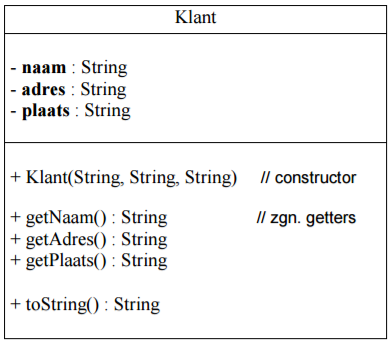 Klant
- naam : String
- adres : String
- plaats : String
+ Klant(String, String, String) // constructor
+ getNaam() : String // zgn. getters
+ getAdres() : String
+ getPlaats() : String
+ toString() : String